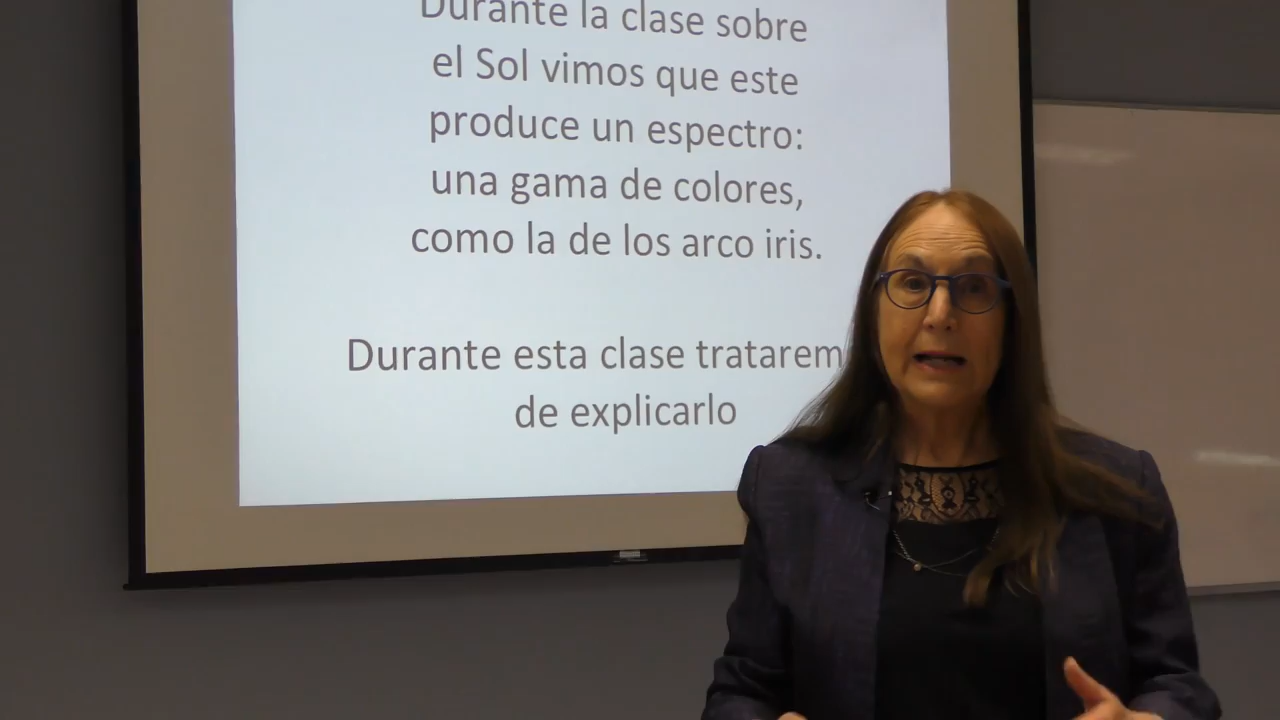 Durante la clase sobre
el Sol vimos que este
produce un espectro:
una gama de colores,
como la de los arco iris.
Durante esta clase tratarem
de explicarlo